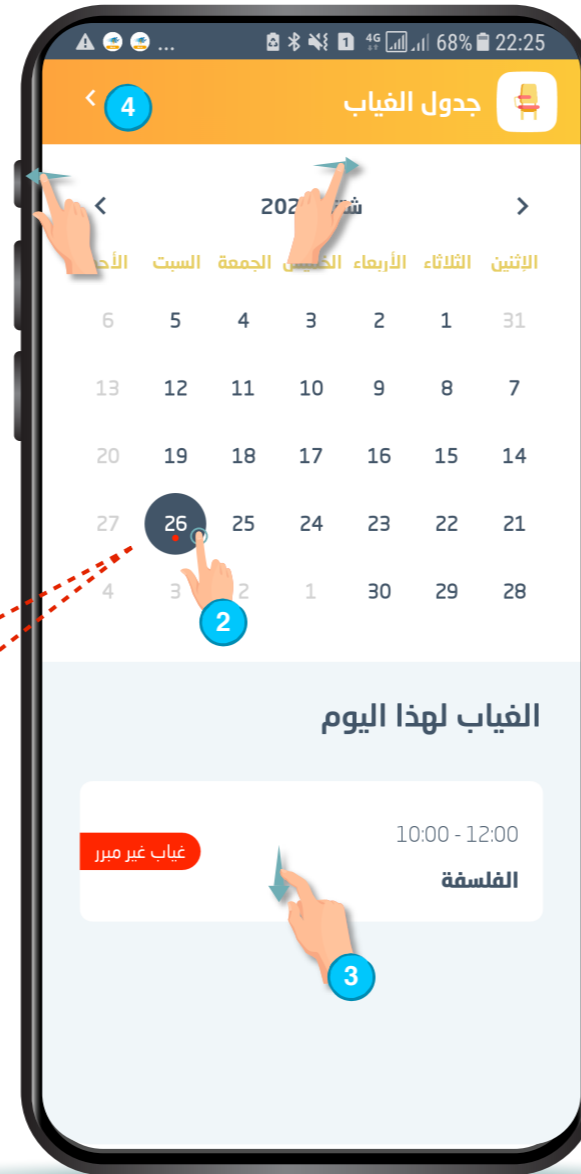 ... 1 4G 68% 22:25
جدول الغياب
4
الإثنين الثلاثاء الأربعاء الجمعة السبت
31 1 2 3 4 5 6
7 8 9 10 11 12 13
14 15 16 17 18 19 20
21 22 23 24 25 26 27
28 29 30 1 2 3 4
2
الغياب لهذا اليوم
10:00 - 12:00
غياب غير مبرر
الفلسفة
3